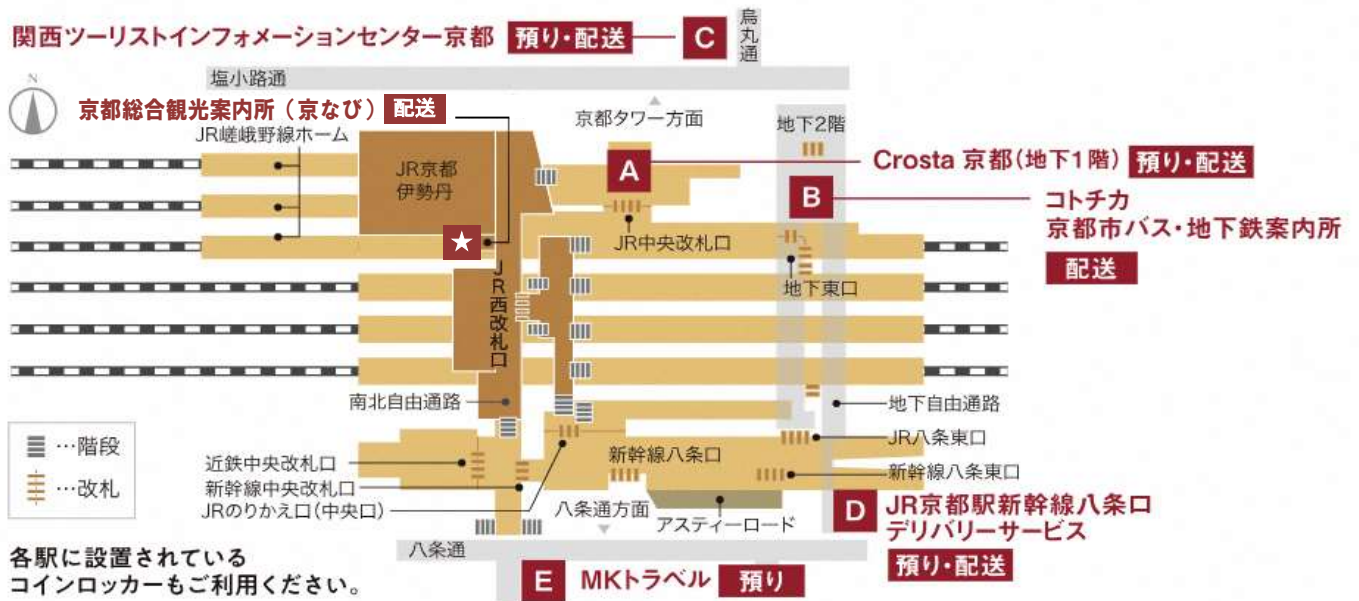 関西ツーリストインフォメーションセンター京都 預り・配送 C
烏丸通
塩小路通
N
京都総合観光案内所（京なび） 配送
京都タワー方面
地下2階
JR嵯峨野線ホーム
JR京都
伊勢丹
A
Crosta 京都(地下1階) 預り・配送
B
コトチカ
京都市バス・地下鉄案内所
配送
JR中央改札口
JR西改札口
地下東口
南北自由通路
地下自由通路
…階段
…改札
JR八条東口
近鉄中央改札口
新幹線八条口
新幹線八条東口
新幹線中央改札口
JRのりかえ口(中央口)
八条通方面
アスティーロード
D
JR京都駅新幹線八条口
デリバリーサービス
預り・配送
八条通
各駅に設置されている
コインロッカーもご利用ください。
E MKトラベル 預り